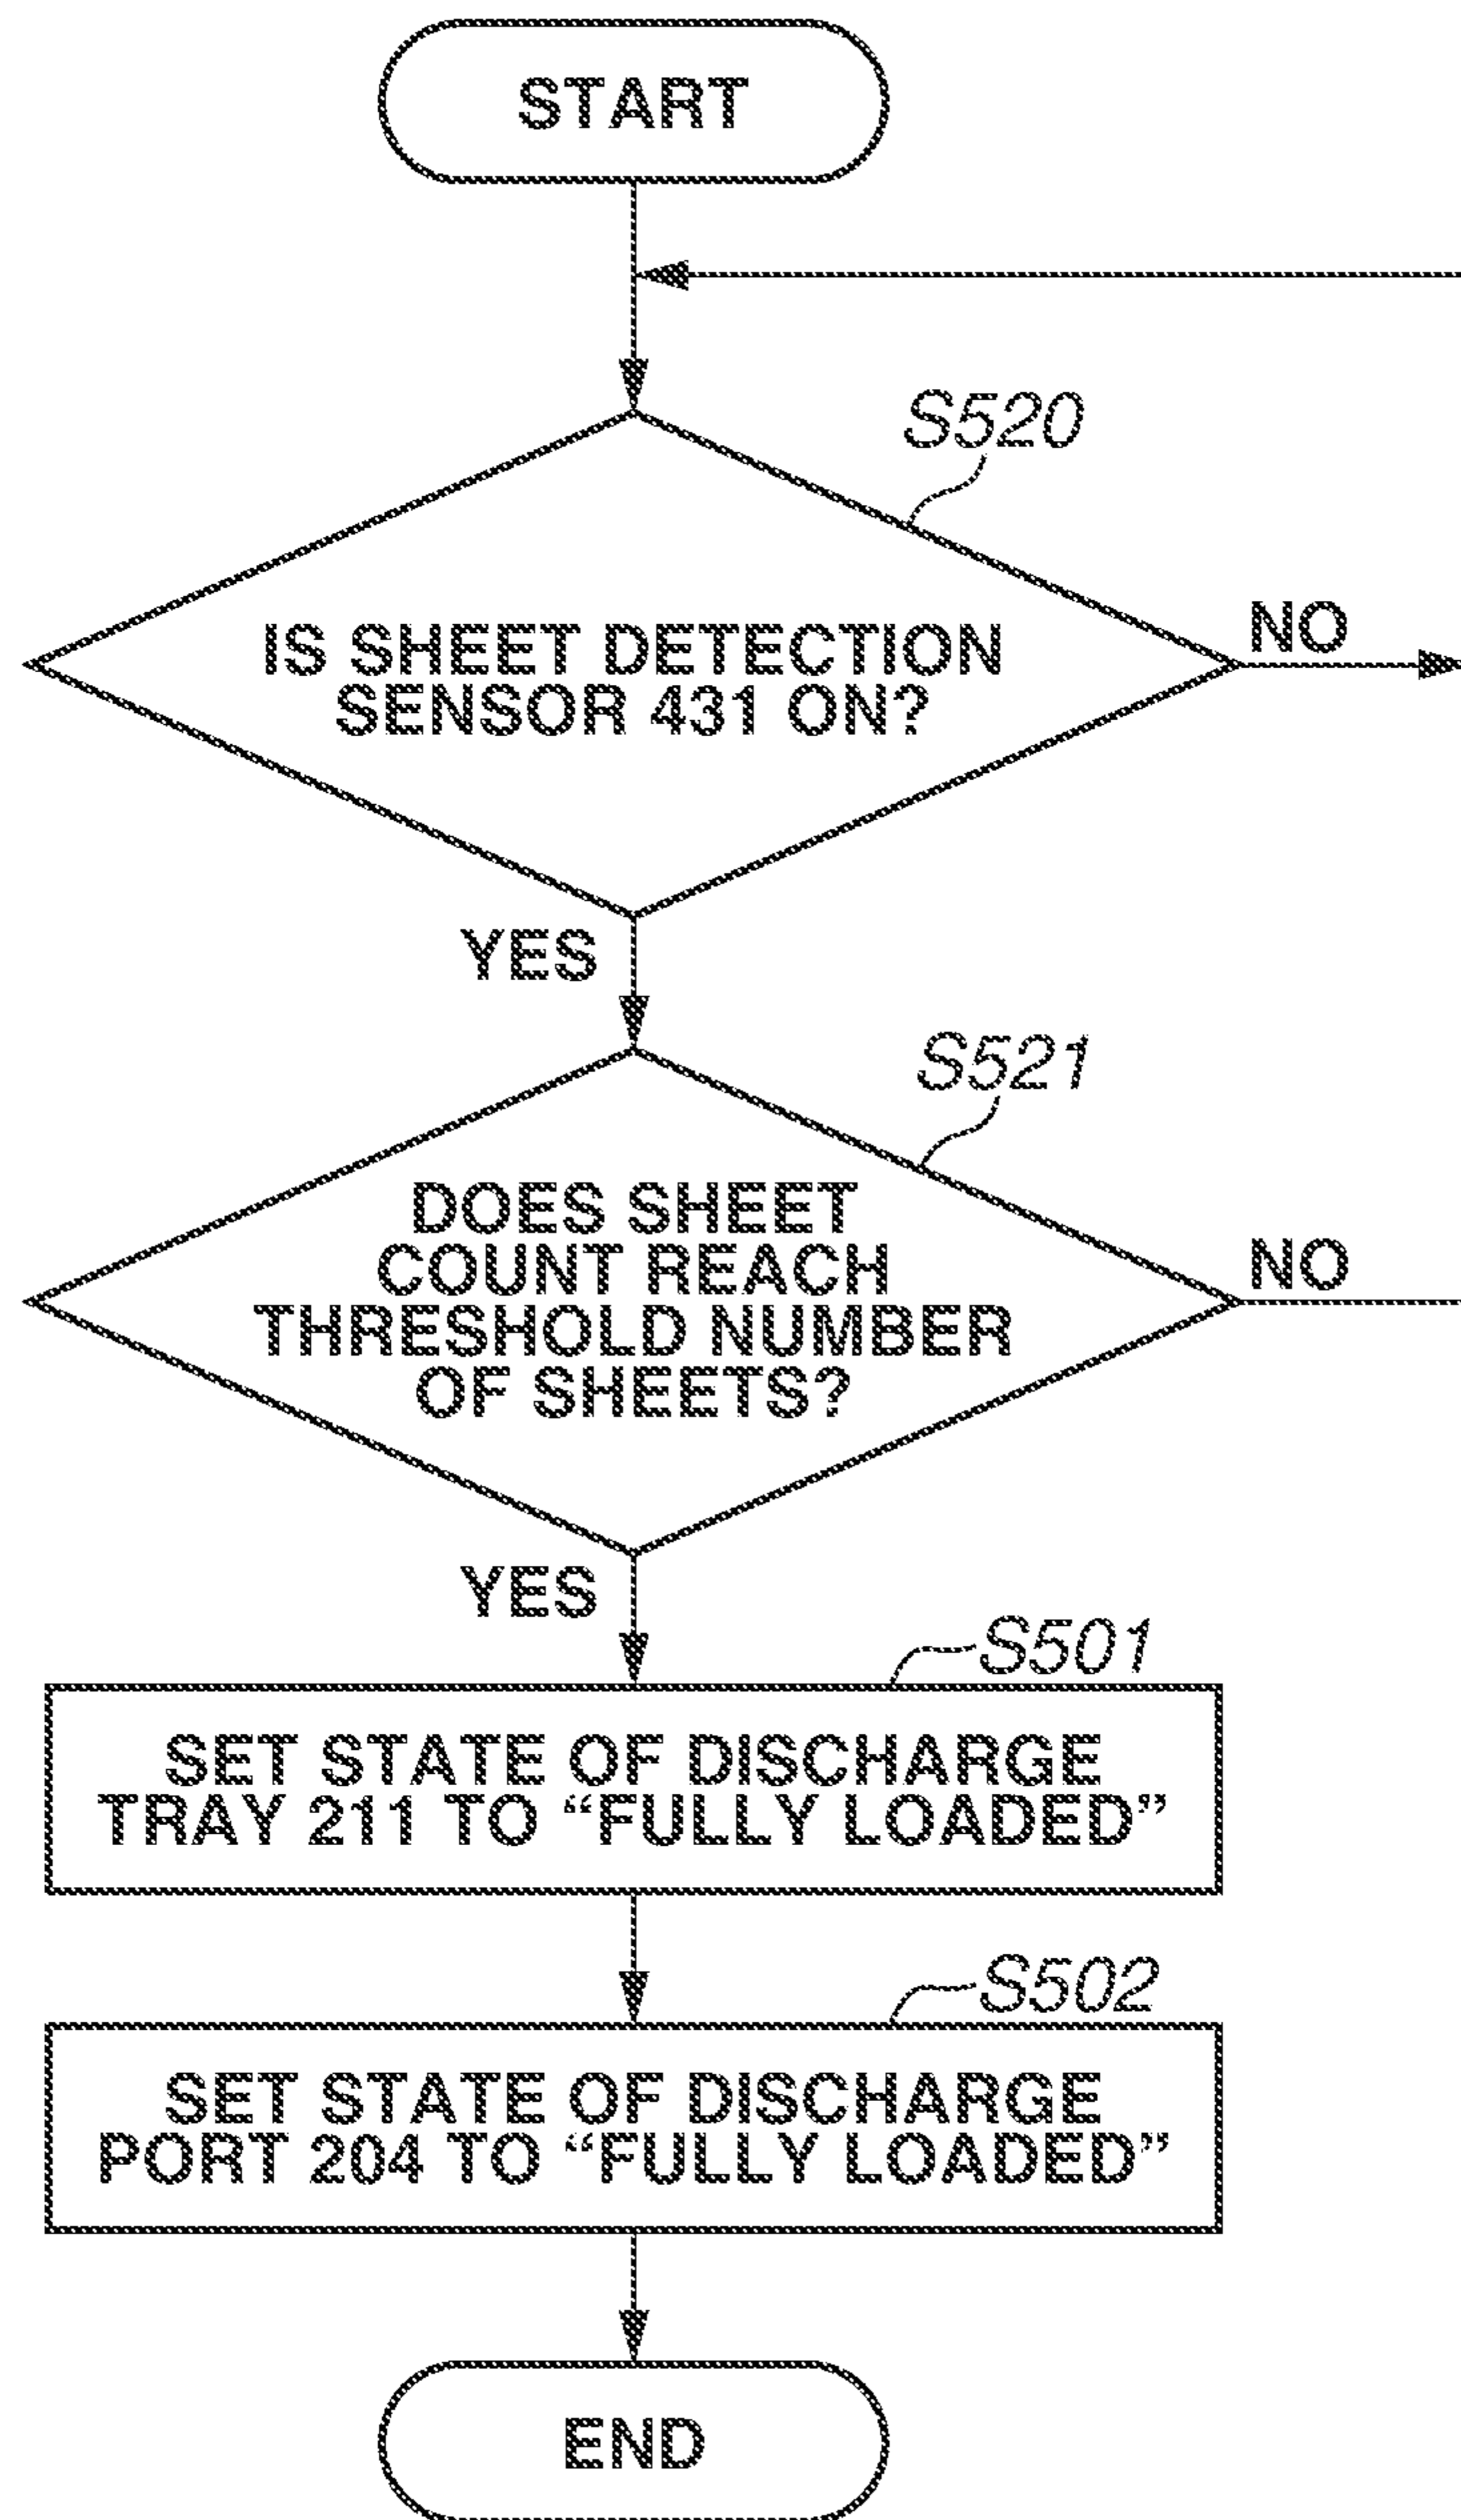 START
S520
IS SHEET DETECTION
SENSOR 431 ON?
NO
YES
S521
DOES SHEET
COUNT REACH
THRESHOLD NUMBER
OF SHEETS?
NO
YES
S501
SET STATE OF DISCHARGE
TRAY 211 TO “FULLY LOADED”
S502
SET STATE OF DISCHARGE
PORT 204 TO “FULLY LOADED”
END